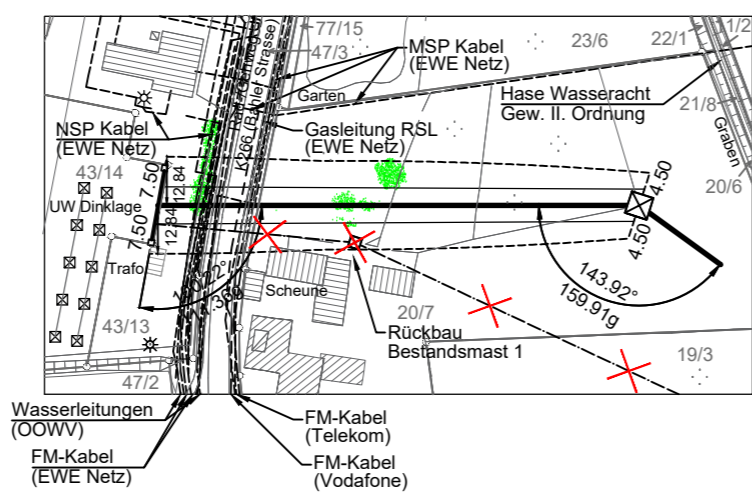 77/15
47/3
MSP Kabel
(EWE Netz)
23/6
22/1
21/2
K266 (Bahler Strasse)
Garten
Hase Wasseracht
Gew. II. Ordnung
21/8
Graben
20/6
NSP Kabel
(EWE Netz)
Gasleitung RSL
(EWE Netz)
43/14
7.50
12.84
UW Dinklage
7.50
12.84
4.50
4.50
Trafo
Scheune
143.92°
159.91g
20/7
Rückbau
Bestandsmast 1
43/13
19/3
47/2
Wasserleitungen
(OOWV)
FM-Kabel
(Telekom)
FM-Kabel
(EWE Netz)
FM-Kabel
(Vodafone)